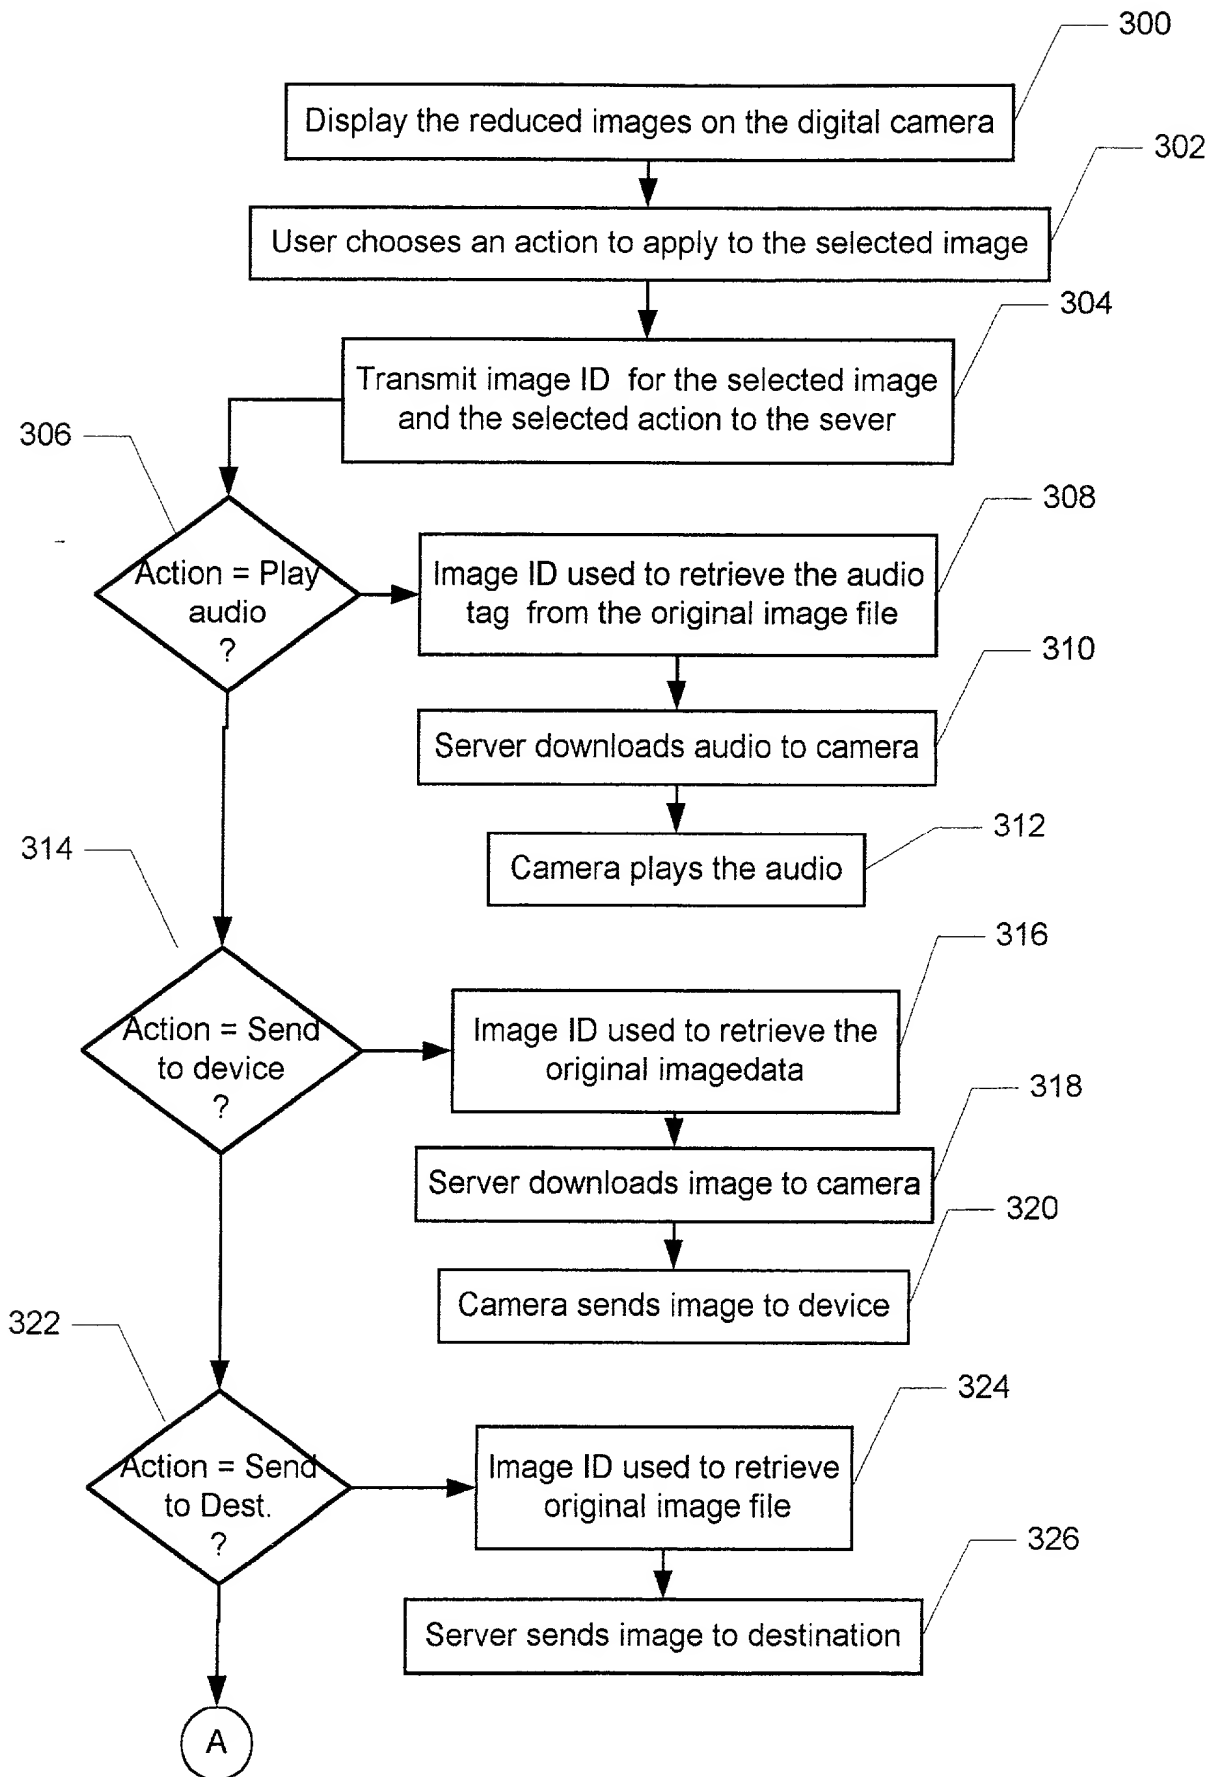 300
Display the reduced images on the digital camera
302
User chooses an action to apply to the selected image
304
Transmit image ID for the selected image
and the selected action to the sever
306
Action = Play
audio
?
308
Image ID used to retrieve the audio
tag from the original image file
310
Server downloads audio to camera
312
Camera plays the audio
314
Action = Send
to device
?
316
Image ID used to retrieve the
original imagedata
318
Server downloads image to camera
320
Camera sends image to device
322
Action = Send
to Dest.
?
324
Image ID used to retrieve
original image file
326
Server sends image to destination
A